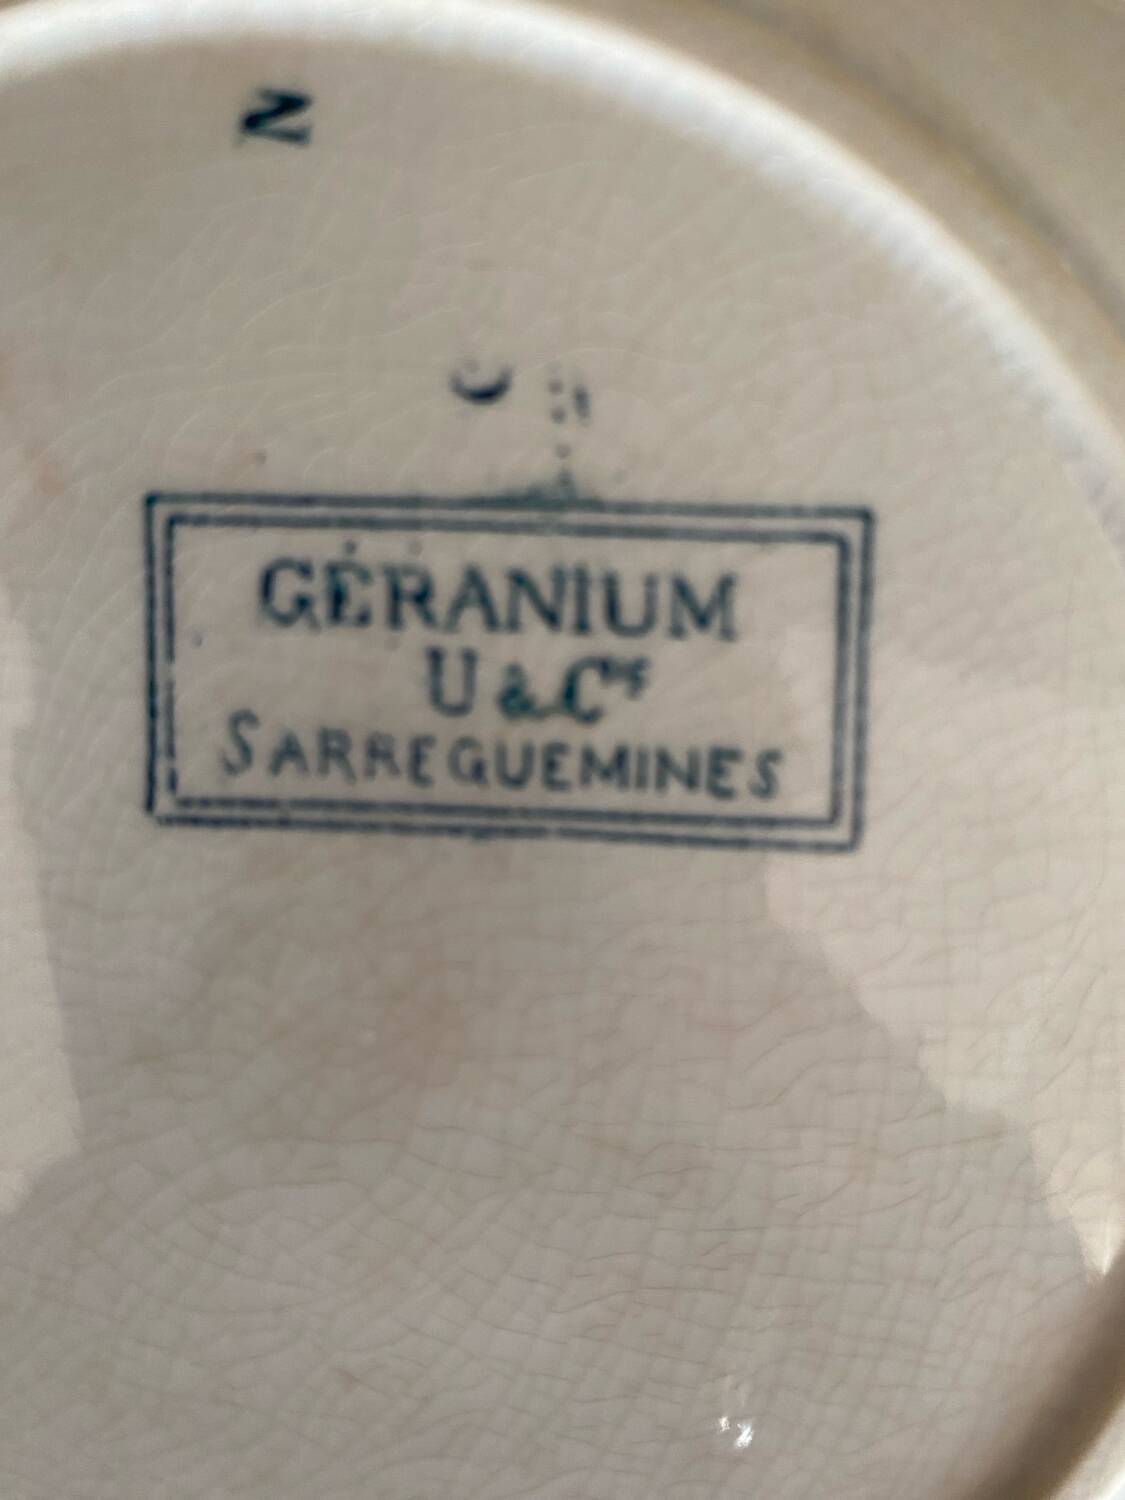 N
GÉRANIUM
U & Cie
SARREGUEMINES